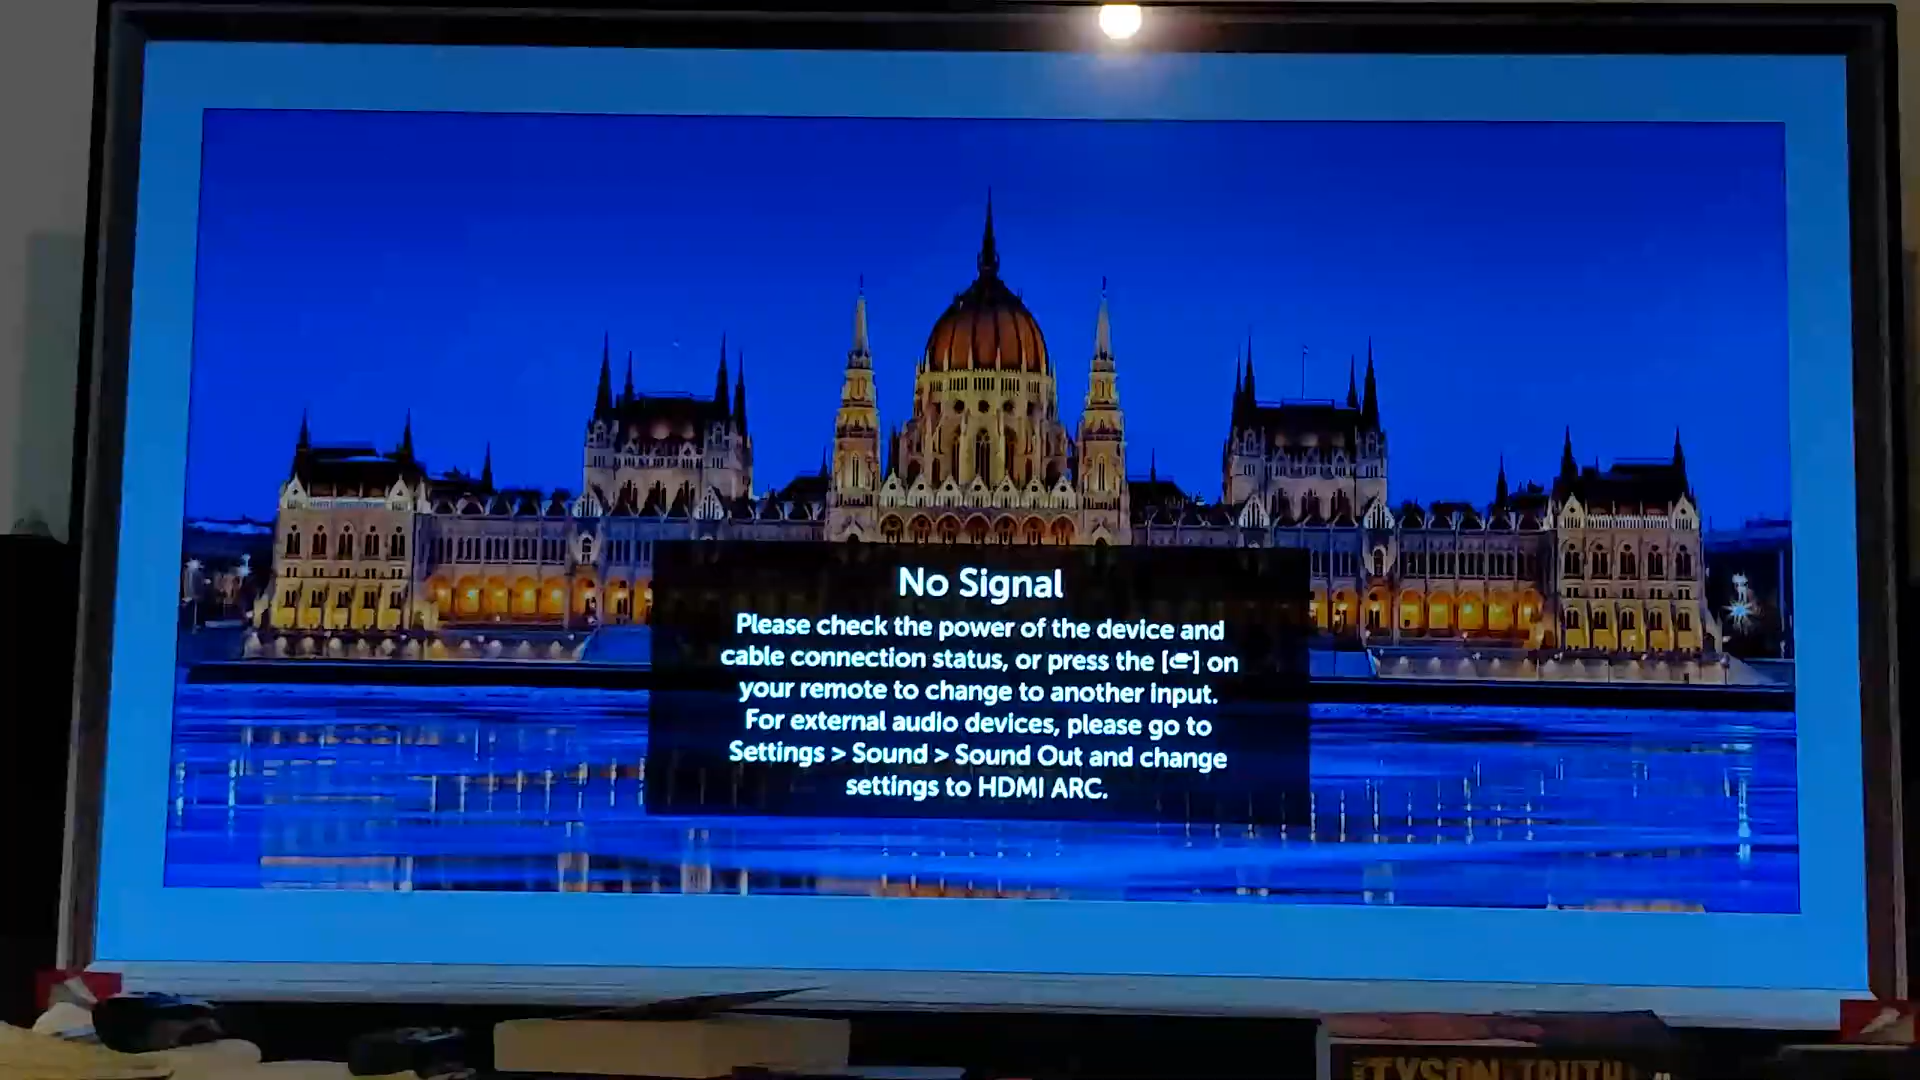 No Signal
Please check the power of the device and
cable connection status, or press the [⮐] on
your remote to change to another input.
For external audio devices, please go to
Settings > Sound > Sound Out and change
settings to HDMI ARC.
TYSON TRUTH